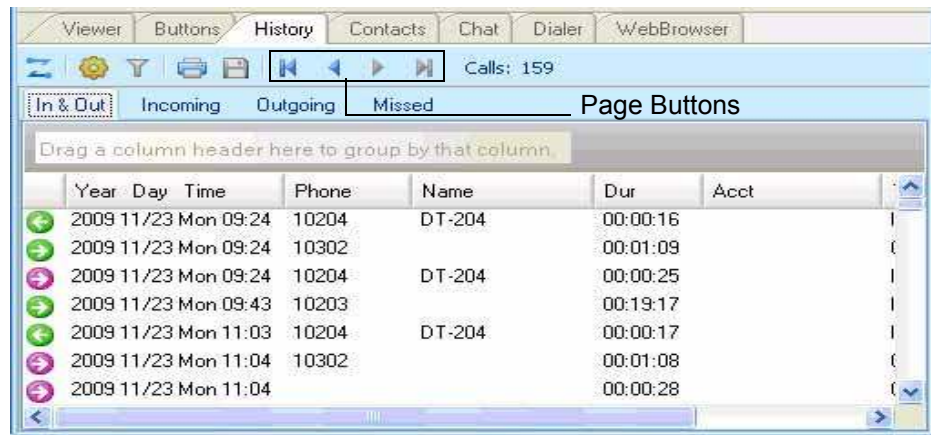 Viewer Buttons History Contacts Chat Dialer WebBrowser
Calls: 159
In & Out Incoming Outgoing Missed Page Buttons
Drag a column header here to group by that column.
Year Day Time Phone Name Dur Acct
2009 11/23 Mon 09:24 10204 DT-204 00:00:16
2009 11/23 Mon 09:24 10302 00:01:09
2009 11/23 Mon 09:24 10204 DT-204 00:00:25
2009 11/23 Mon 09:43 10203 00:19:17
2009 11/23 Mon 11:03 10204 DT-204 00:00:17
2009 11/23 Mon 11:04 10302 00:01:08
2009 11/23 Mon 11:04 00:00:28